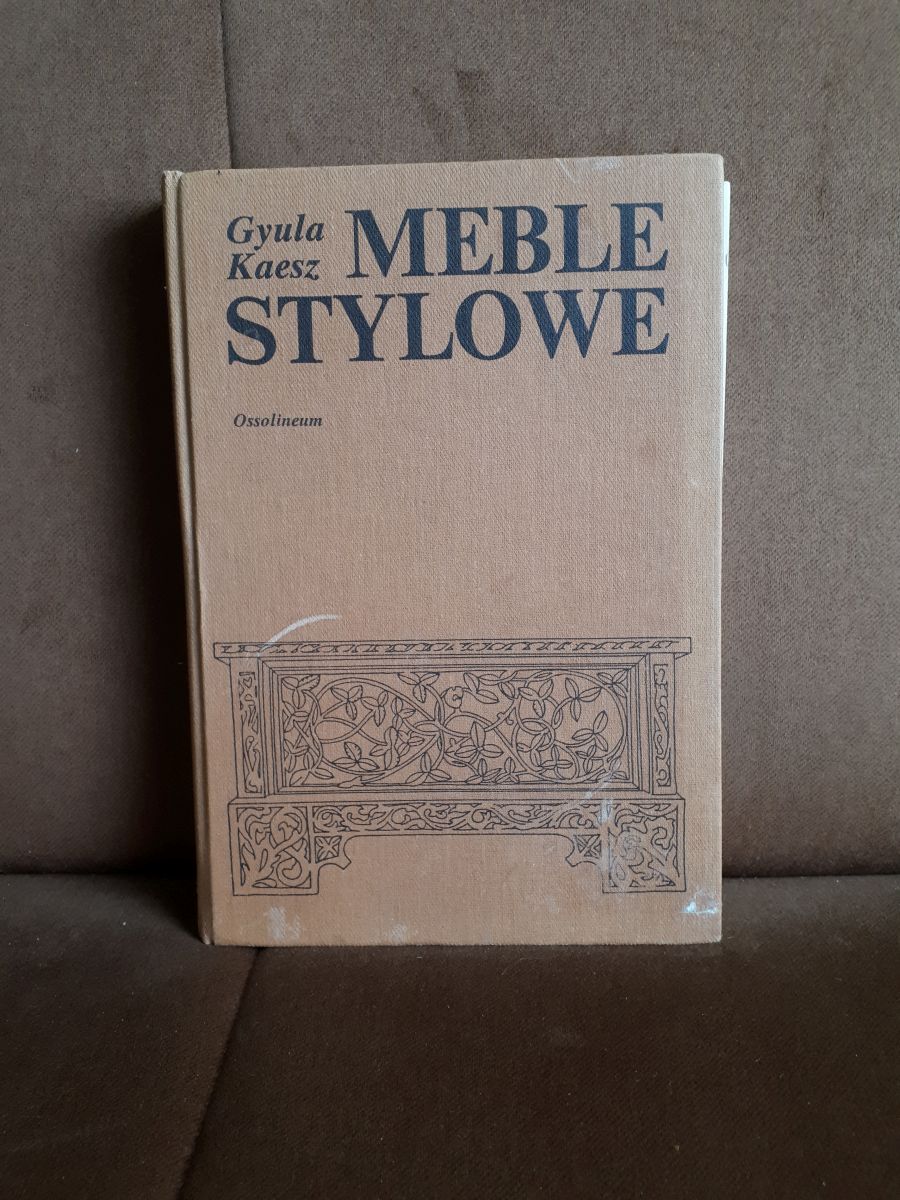 Gyula
Kaesz MEBLE
STYLOWE
Ossolineum